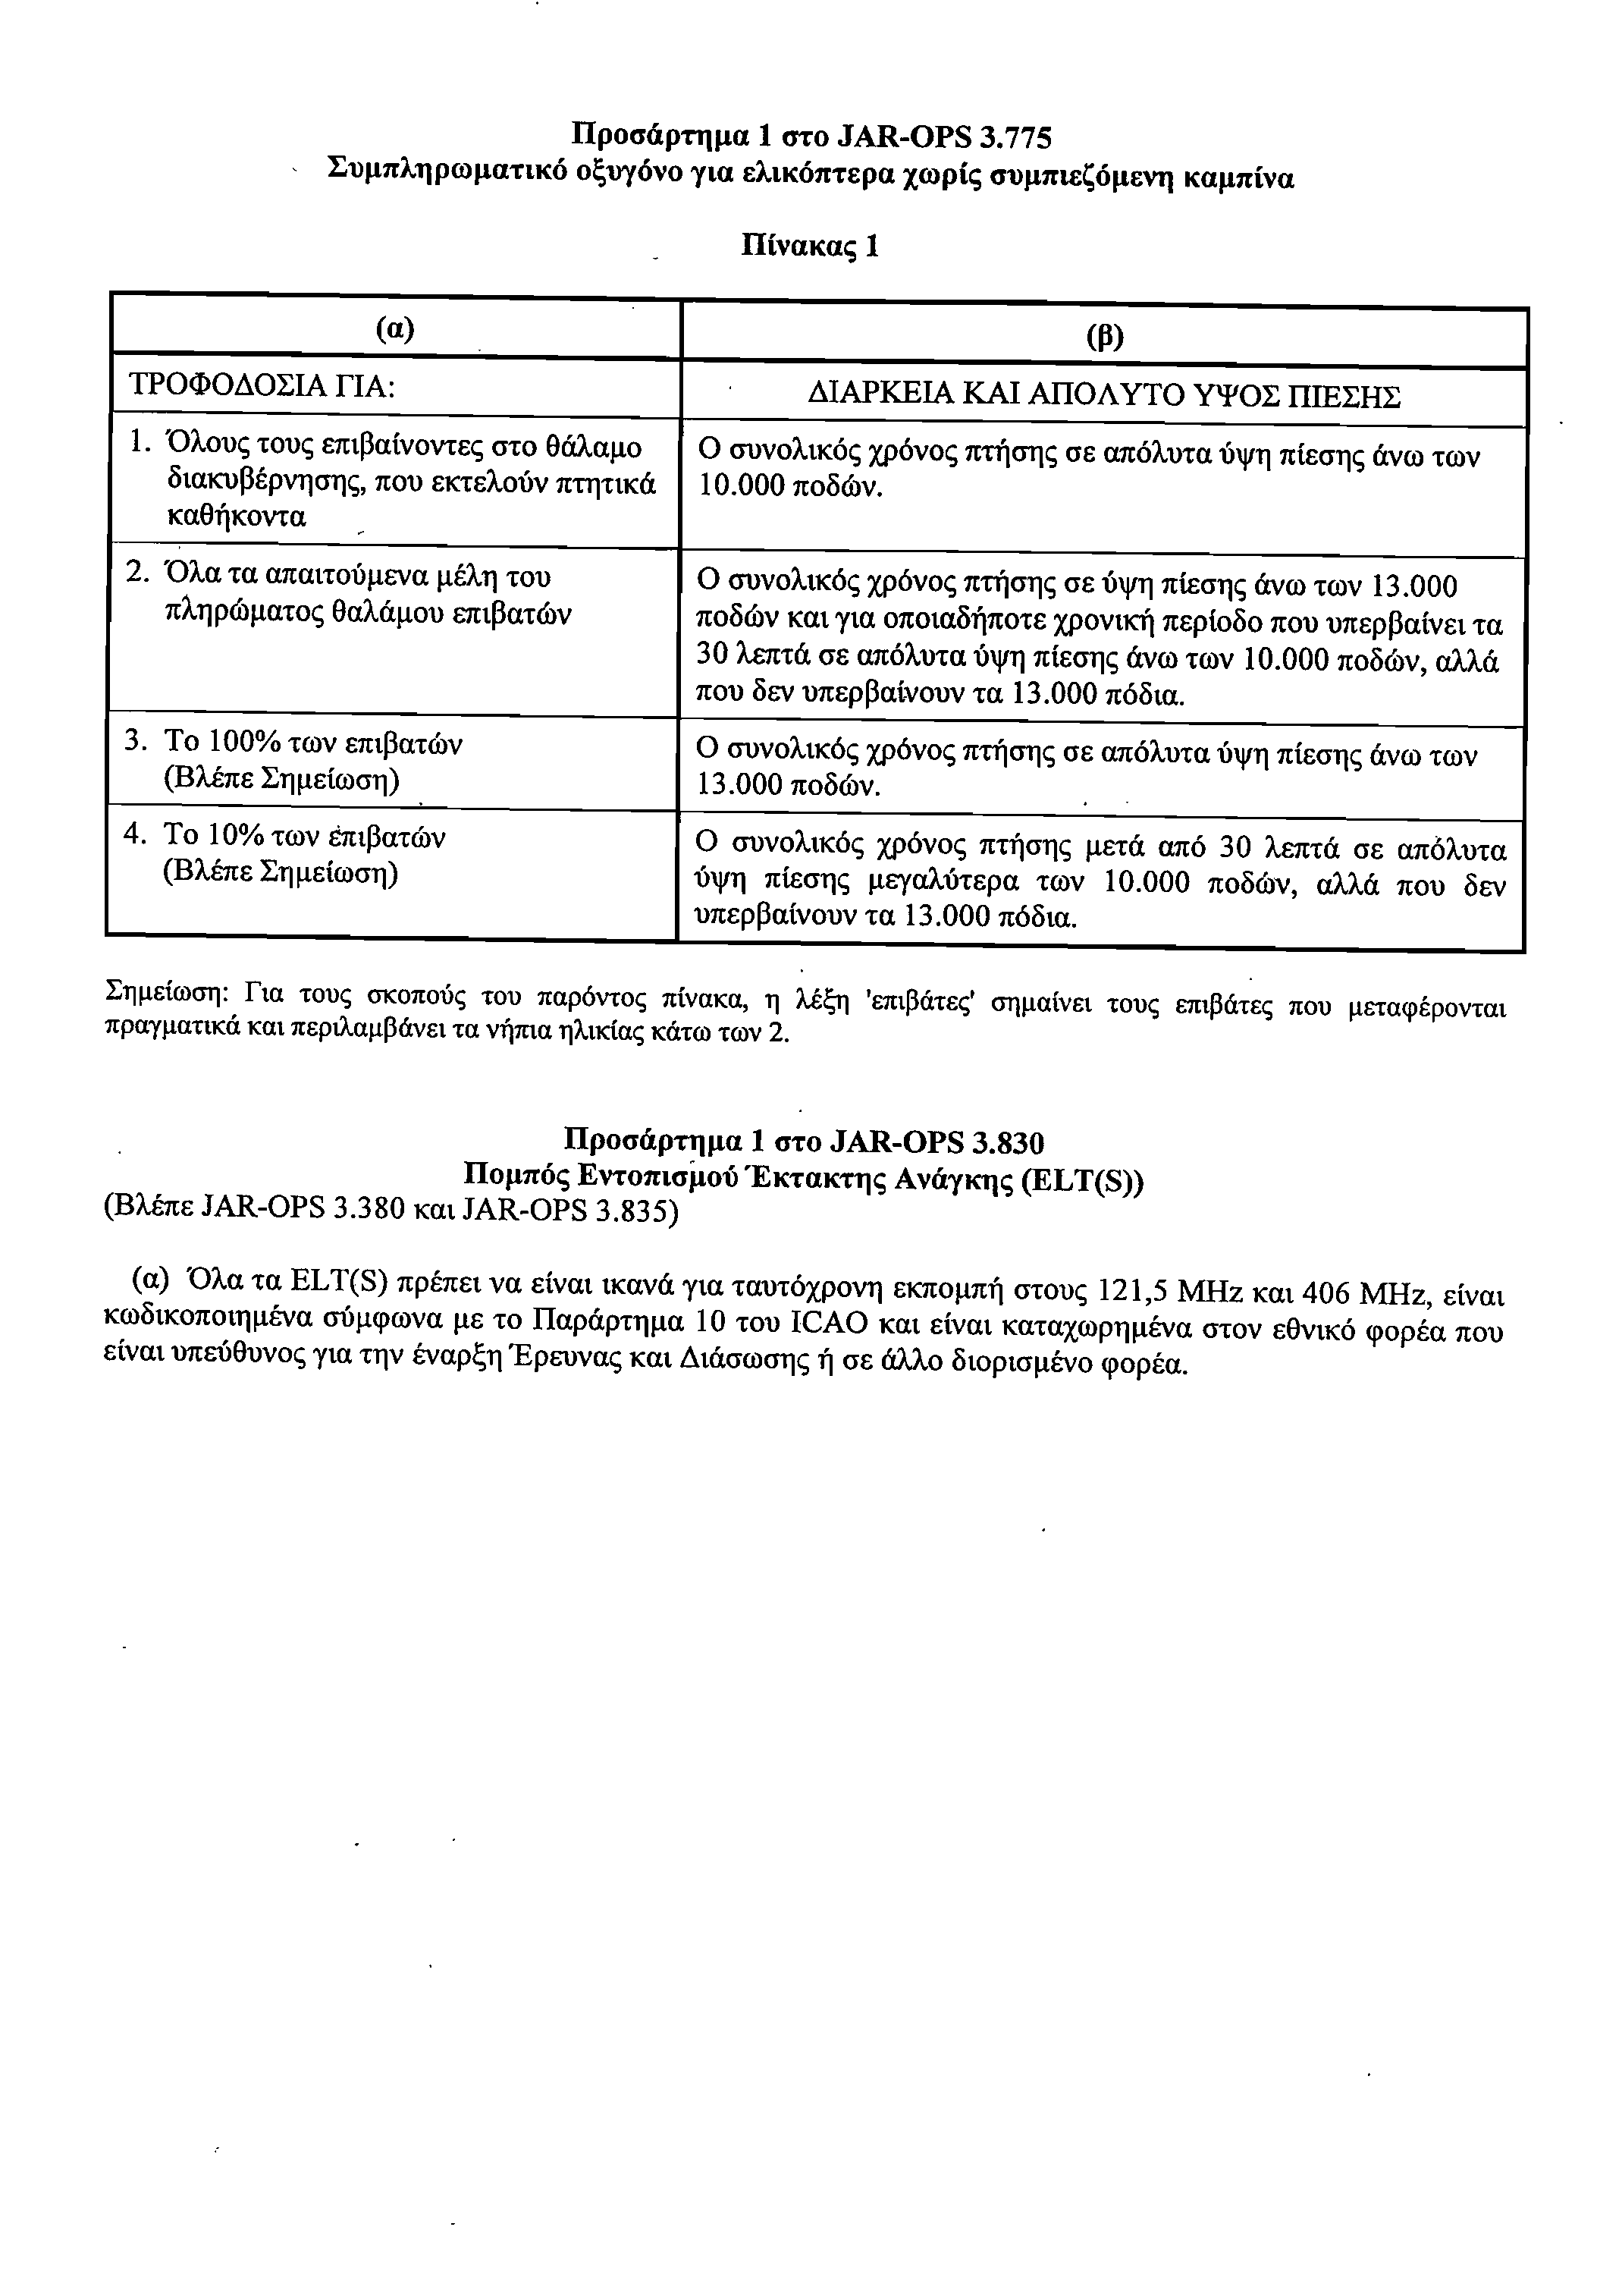 Προσάρτημα 1 στο JAR-OPS 3.775
Συμπληρωματικό οξυγόνο για ελικόπτερα χωρίς συμπιεζόμενη καμπίνα
Πίνακας 1
(α)
(β)
ΤΡΟΦΟΔΟΣΙΑ ΓΙΑ:
ΔΙΑΡΚΕΙΑ ΚΑΙ ΑΠΟΛΥΤΟ ΥΨΟΣ ΠΙΕΣΗΣ
1. Όλους τους επιβαίνοντες στο θάλαμο
διακυβέρνησης, που εκτελούν πτητικά
καθήκοντα
Ο συνολικός χρόνος πτήσης σε απόλυτα ύψη πίεσης άνω των
10.000 ποδών.
2. Όλα τα απαιτούμενα μέλη του
πληρώματος θαλάμου επιβατών
Ο συνολικός χρόνος πτήσης σε ύψη πίεσης άνω των 13.000
ποδών και για οποιαδήποτε χρονική περίοδο που υπερβαίνει τα
30 λεπτά σε απόλυτα ύψη πίεσης άνω των 10.000 ποδών, αλλά
που δεν υπερβαίνουν τα 13.000 πόδια.
3. Το 100% των επιβατών
(Βλέπε Σημείωση)
Ο συνολικός χρόνος πτήσης σε απόλυτα ύψη πίεσης άνω των
13.000 ποδών.
4. Το 10% των επιβατών
(Βλέπε Σημείωση)
Ο συνολικός χρόνος πτήσης μετά από 30 λεπτά σε απόλυτα
ύψη πίεσης μεγαλύτερα των 10.000 ποδών, αλλά που δεν
υπερβαίνουν τα 13.000 πόδια.
Σημείωση: Για τους σκοπούς του παρόντος πίνακα, η λέξη 'επιβάτες' σημαίνει τους επιβάτες που μεταφέρονται
πραγματικά και περιλαμβάνει τα νήπια ηλικίας κάτω των 2.
Προσάρτημα 1 στο JAR-OPS 3.830
Πομπός Εντοπισμού Έκτακτης Ανάγκης (ELT(S))
(Βλέπε JAR-OPS 3.380 και JAR-OPS 3.835)
(α) Όλα τα ELT(S) πρέπει να είναι ικανά για ταυτόχρονη εκπομπή στους 121,5 MHz και 406 MHz, είναι
κωδικοποιημένα σύμφωνα με το Παράρτημα 10 του ICAO και είναι καταχωρημένα στον εθνικό φορέα που
είναι υπεύθυνος για την έναρξη Έρευνας και Διάσωσης ή σε άλλο διορισμένο φορέα.